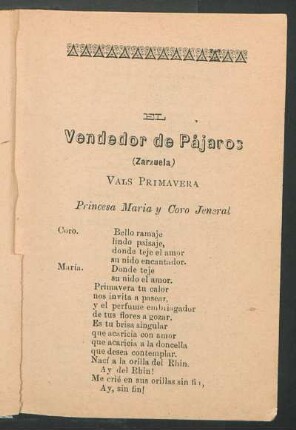 EL
Vendedor de Pájaros
(Zarzuela)
VALS PRIMAVERA
Princesa Maria y Coro Jeneral
Coro. Bello ramaje
lindo paisaje,
donde teje el amor
su nido encantador.
María. Donde teje
su nido el amor.
Primavera tu calor
nos invita a pasear,
y el perfume embriagador
de tus flores a gozar.
Es tu brisa singular
que acaricia con amor
que acaricia a la doncella
que desea contemplar.
Nací a la orilla del Rhin.
Ay del Rhin!
Me crié en sus orillas sin fin,
Ay, sin fin!